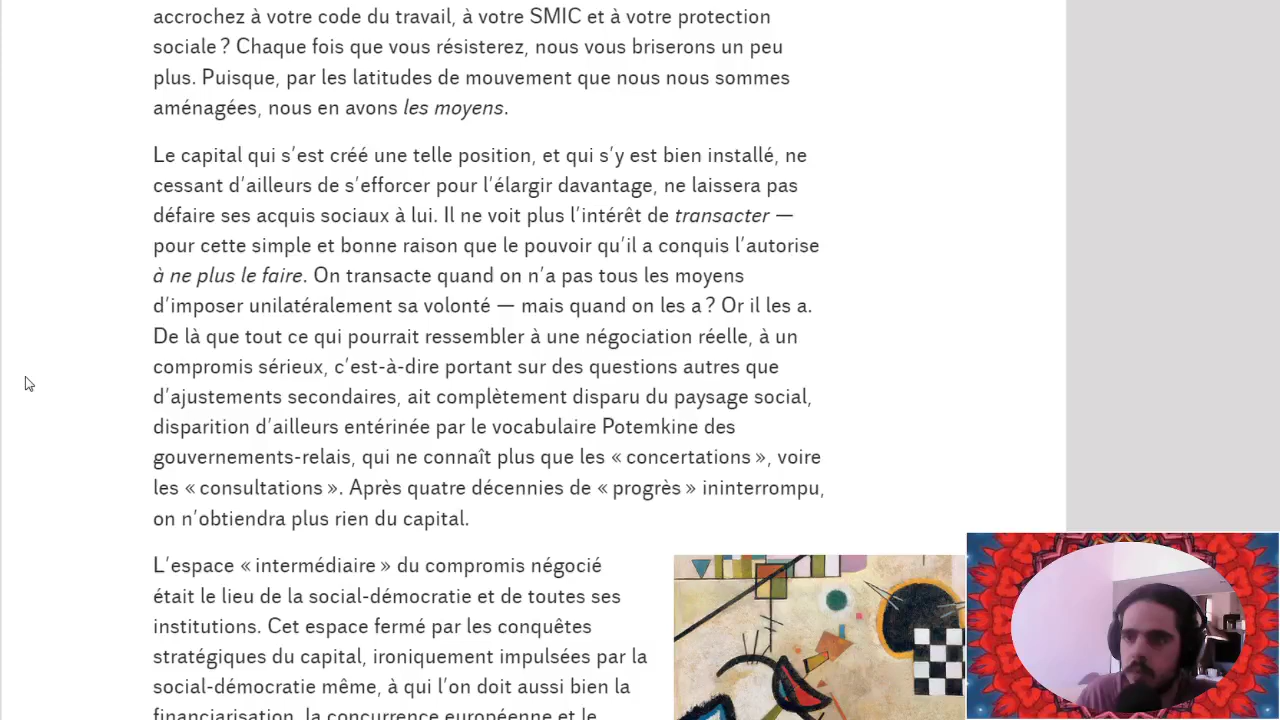 accrochez à votre code du travail, à votre SMIC et à votre protection
sociale ? Chaque fois que vous résisterez, nous vous briserons un peu
plus. Puisque, par les latitudes de mouvement que nous nous sommes
aménagées, nous en avons les moyens.
Le capital qui s’est créé une telle position, et qui s’y est bien installé, ne
cessant d’ailleurs de s’efforcer pour l’élargir davantage, ne laissera pas
défaire ses acquis sociaux à lui. Il ne voit plus l’intérêt de transacter —
pour cette simple et bonne raison que le pouvoir qu’il a conquis l’autorise
à ne plus le faire. On transacte quand on n’a pas tous les moyens
d’imposer unilatéralement sa volonté — mais quand on les a ? Or il les a.
De là que tout ce qui pourrait ressembler à une négociation réelle, à un
compromis sérieux, c’est-à-dire portant sur des questions autres que
d’ajustements secondaires, ait complètement disparu du paysage social,
disparition d’ailleurs entérinée par le vocabulaire Potemkine des
gouvernements-relais, qui ne connaît plus que les « concertations », voire
les « consultations ». Après quatre décennies de « progrès » ininterrompu,
on n’obtiendra plus rien du capital.
L’espace « intermédiaire » du compromis négocié
était le lieu de la social-démocratie et de toutes ses
institutions. Cet espace fermé par les conquêtes
stratégiques du capital, ironiquement impulsées par la
social-démocratie même, à qui l’on doit aussi bien la
financiarisation, la concurrence européenne et le